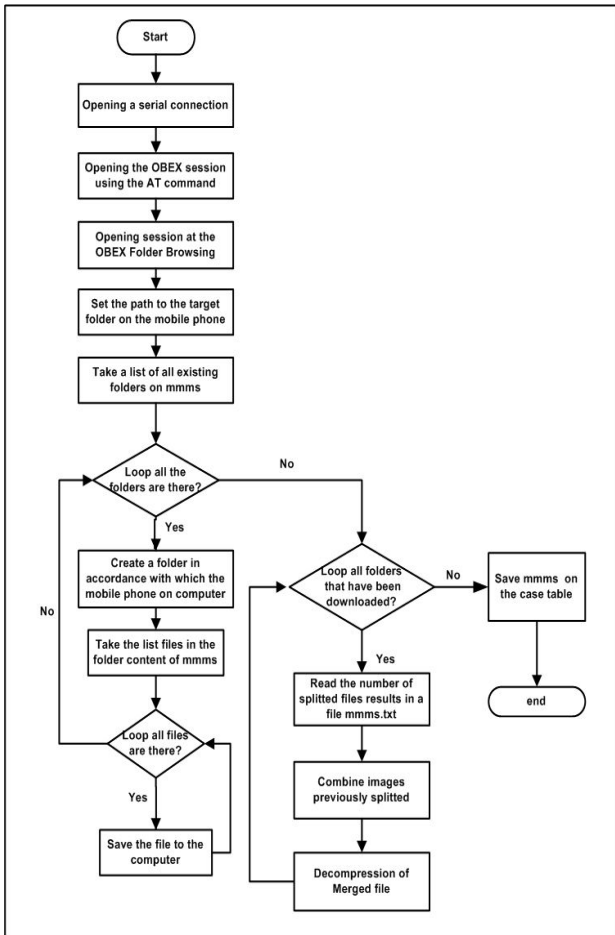 Start
Opening a serial connection
Opening the OBEX session
using the AT command
Opening session at the
OBEX Folder Browsing
Set the path to the target
folder on the mobile phone
Take a list of all existing
folders on mmms
Loop all the
folders are there?
No
Yes
Create a folder in
accordance with which the
mobile phone on computer
No
Take the list files in the
folder content of mmms
Loop all files
are there?
Yes
Save the file to the
computer
Loop all folders
that have been
downloaded?
No
Save mmms on
the case table
end
Yes
Read the number of
splitted files results in a
file mmms.txt
Combine images
previously splitted
Decompression of
Merged file